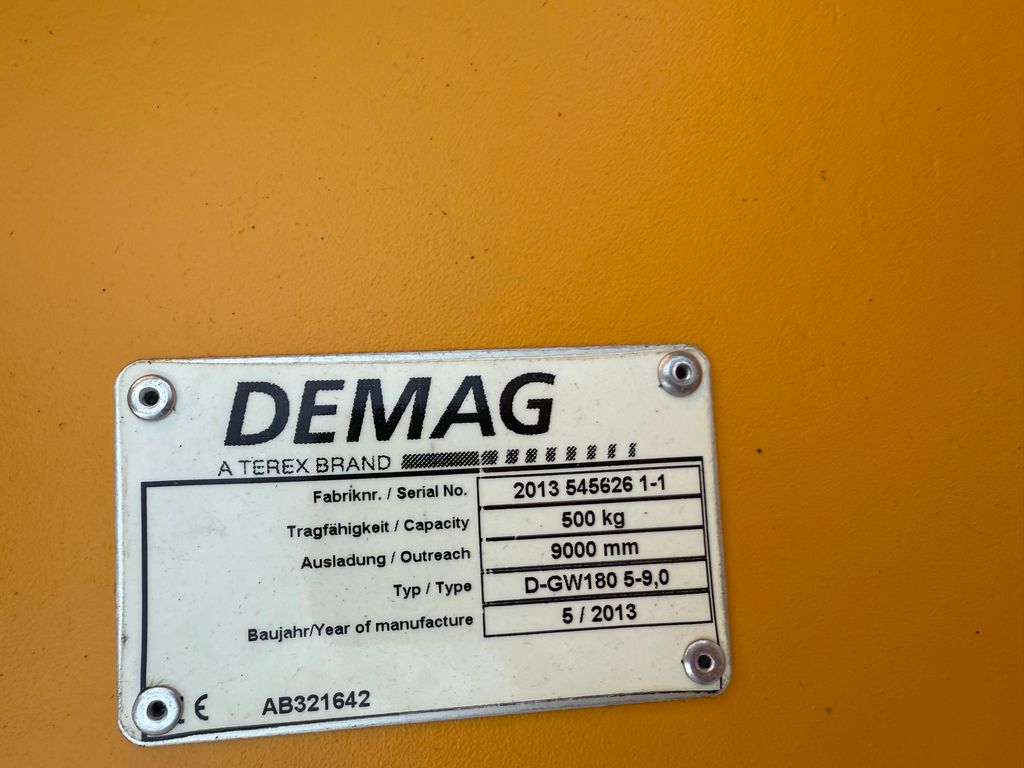 DEMAG
A TEREX BRAND
Fabriknr. / Serial No. 2013 545626 1-1
Tragfähigkeit / Capacity 500 kg
Ausladung / Outreach 9000 mm
Typ / Type D-GW180 5-9,0
Baujahr/Year of manufacture 5 / 2013
CE AB321642